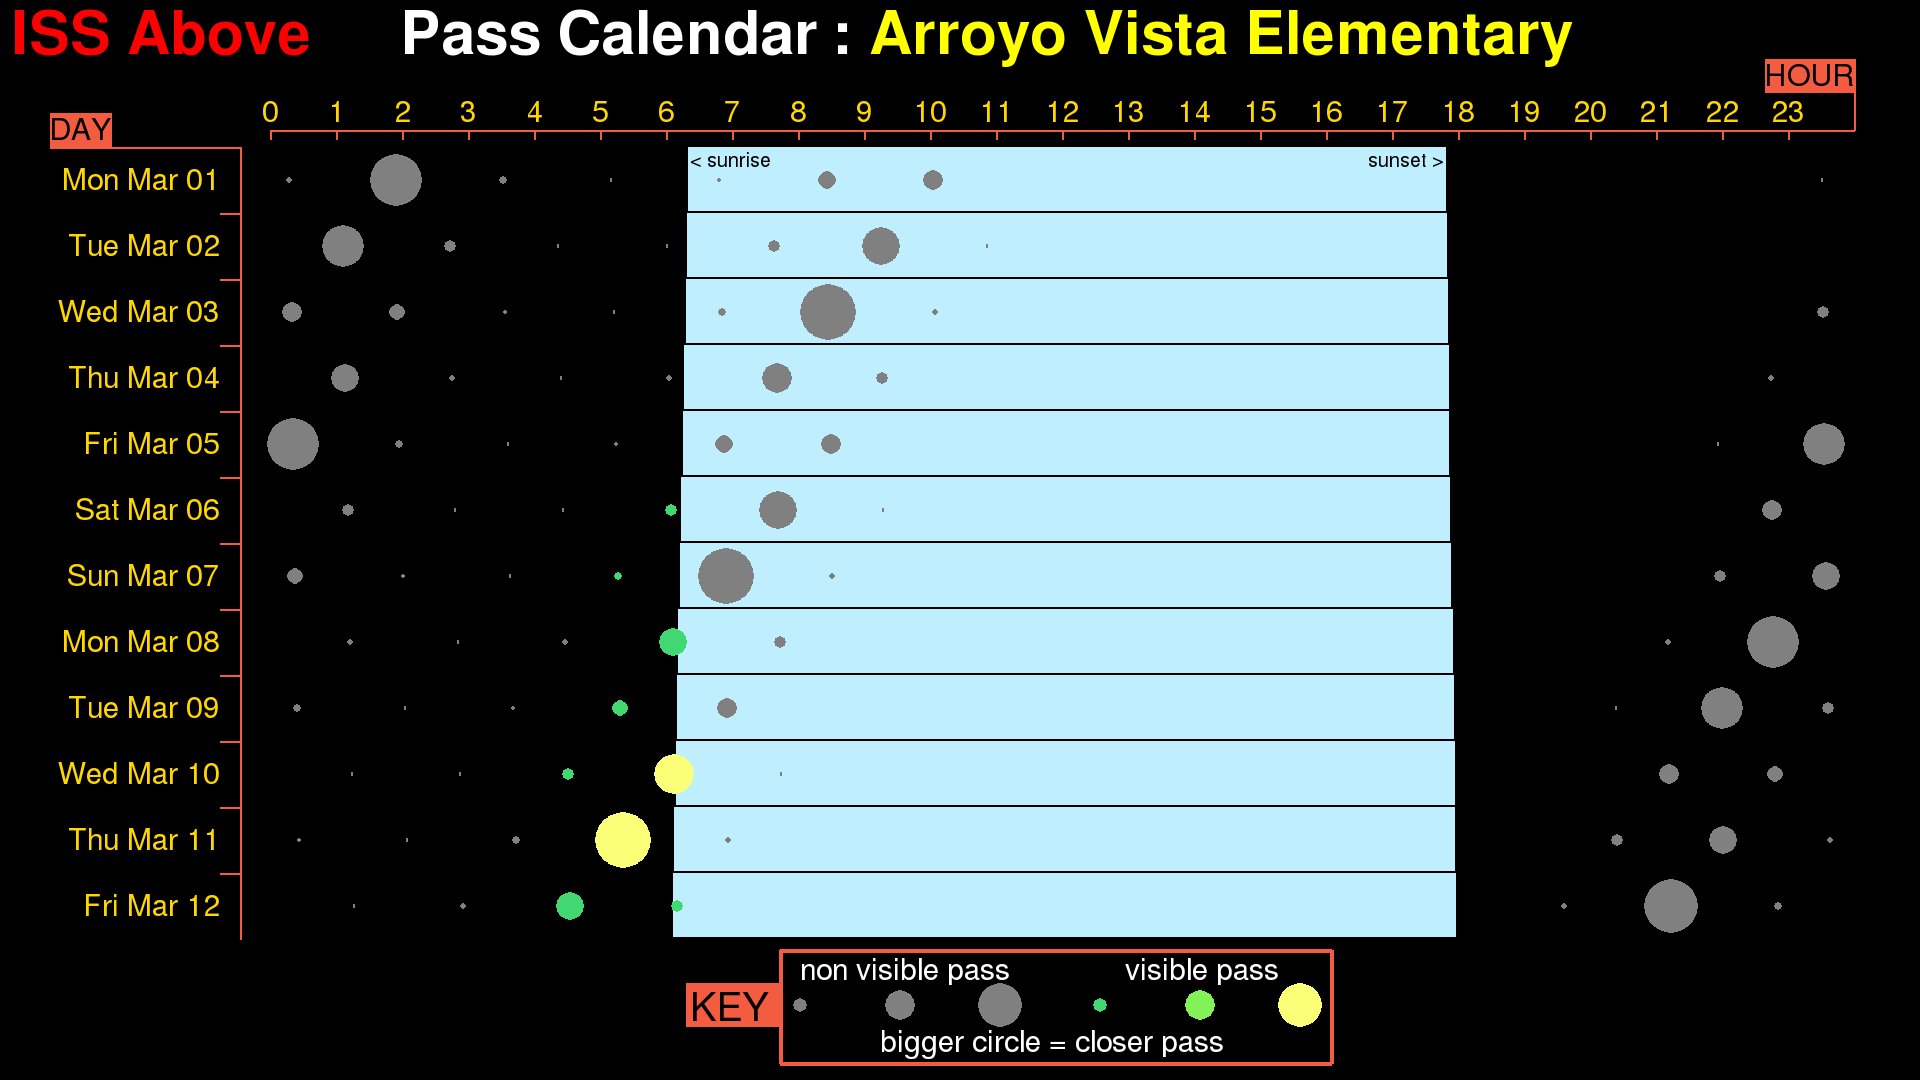 ISS Above Pass Calendar : Arroyo Vista Elementary
HOUR
0 1 2 3 4 5 6 7 8 9 10 11 12 13 14 15 16 17 18 19 20 21 22 23
DAY
< sunrise sunset >
Mon Mar 01
Tue Mar 02
Wed Mar 03
Thu Mar 04
Fri Mar 05
Sat Mar 06
Sun Mar 07
Mon Mar 08
Tue Mar 09
Wed Mar 10
Thu Mar 11
Fri Mar 12
non visible pass visible pass
KEY
bigger circle = closer pass